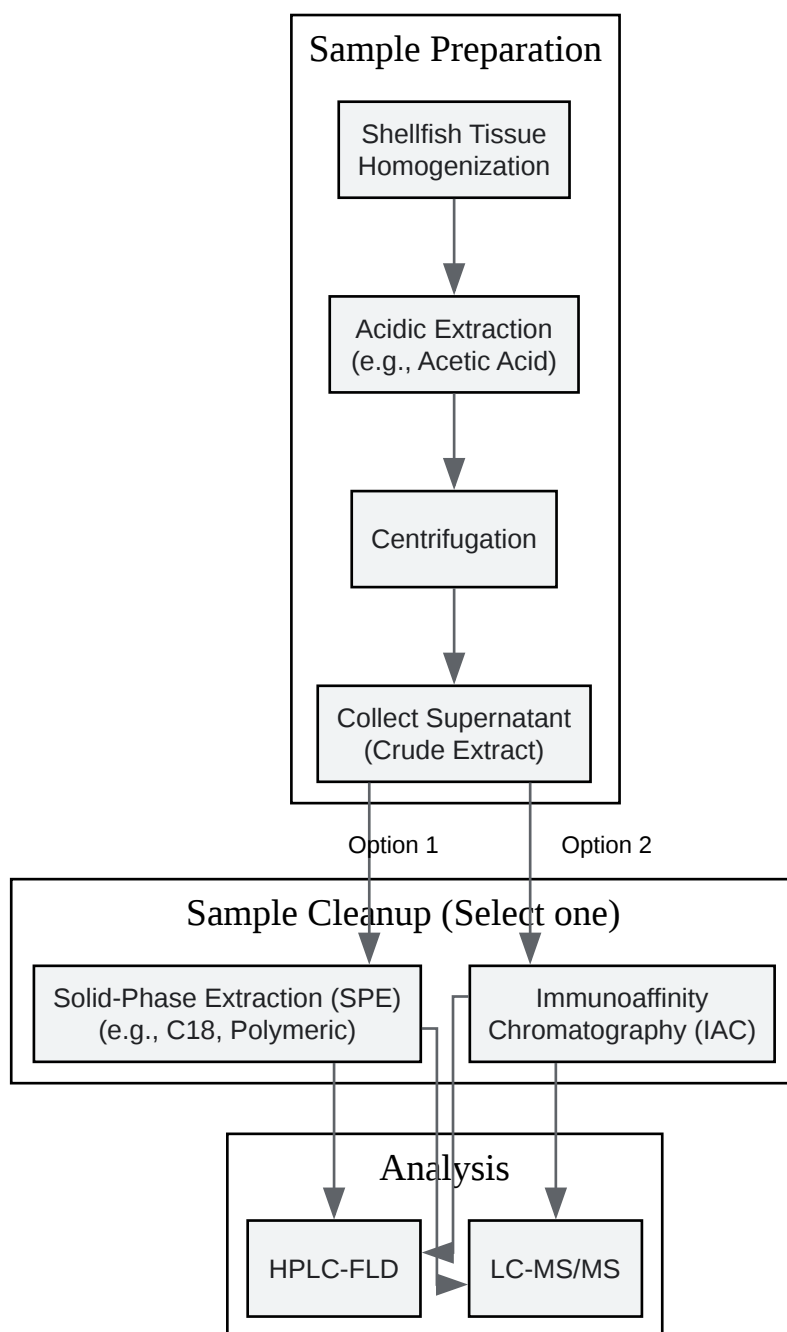 Sample Preparation
Shellfish Tissue
Homogenization
Acidic Extraction
(e.g., Acetic Acid)
Centrifugation
Collect Supernatant
(Crude Extract)
Option 1
Option 2
Sample Cleanup (Select one)
Solid-Phase Extraction (SPE)
(e.g., C18, Polymeric)
Immunoaffinity
Chromatography (IAC)
Analysis
HPLC-FLD
LC-MS/MS